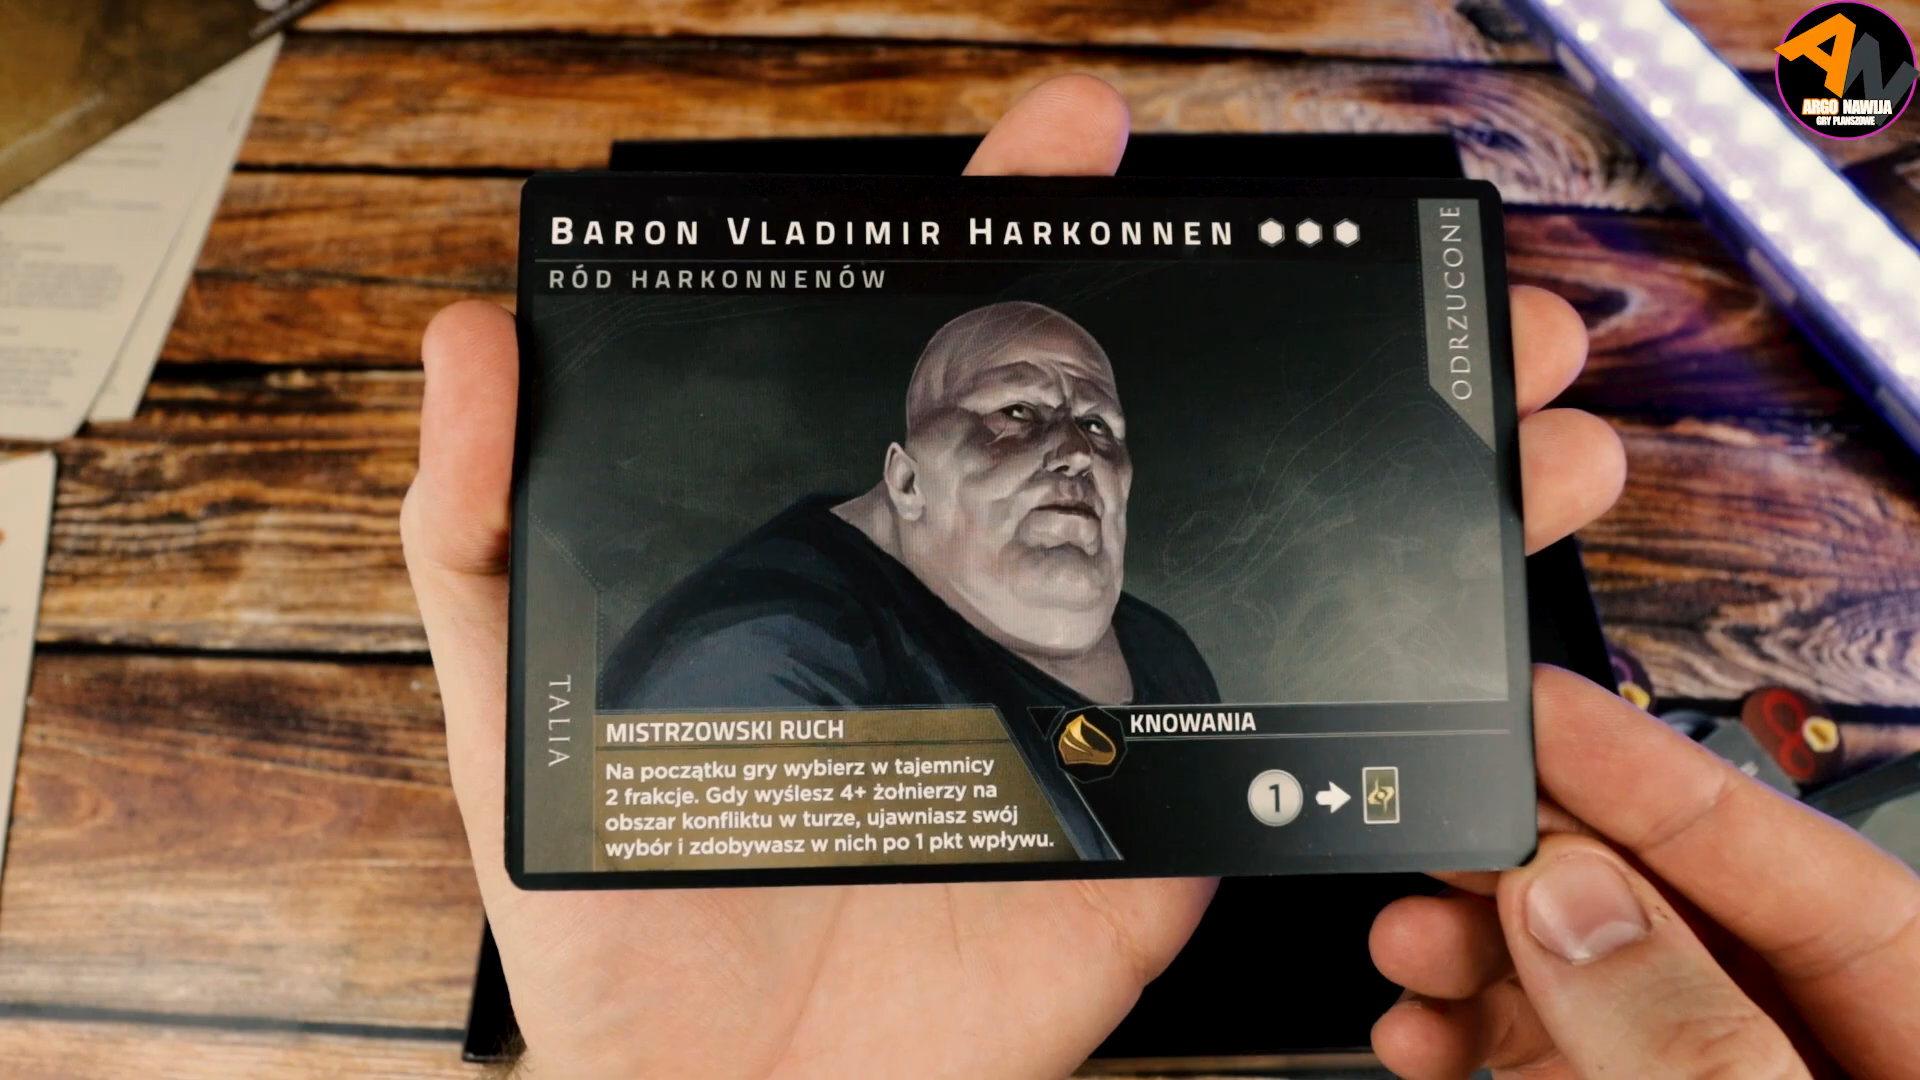 ARGO NAWIJA
GRY PLANSZOWE
BARON VLADIMIR HARKONNEN
RÓD HARKONNENÓW
ODRZUCONE
TALIA
MISTRZOWSKI RUCH
Na początku gry wybierz w tajemnicy
2 frakcje. Gdy wyślesz 4+ żołnierzy na
obszar konfliktu w turze, ujawniasz swój
wybór i zdobywasz w nich po 1 pkt wpływu.
KNOWANIA
1